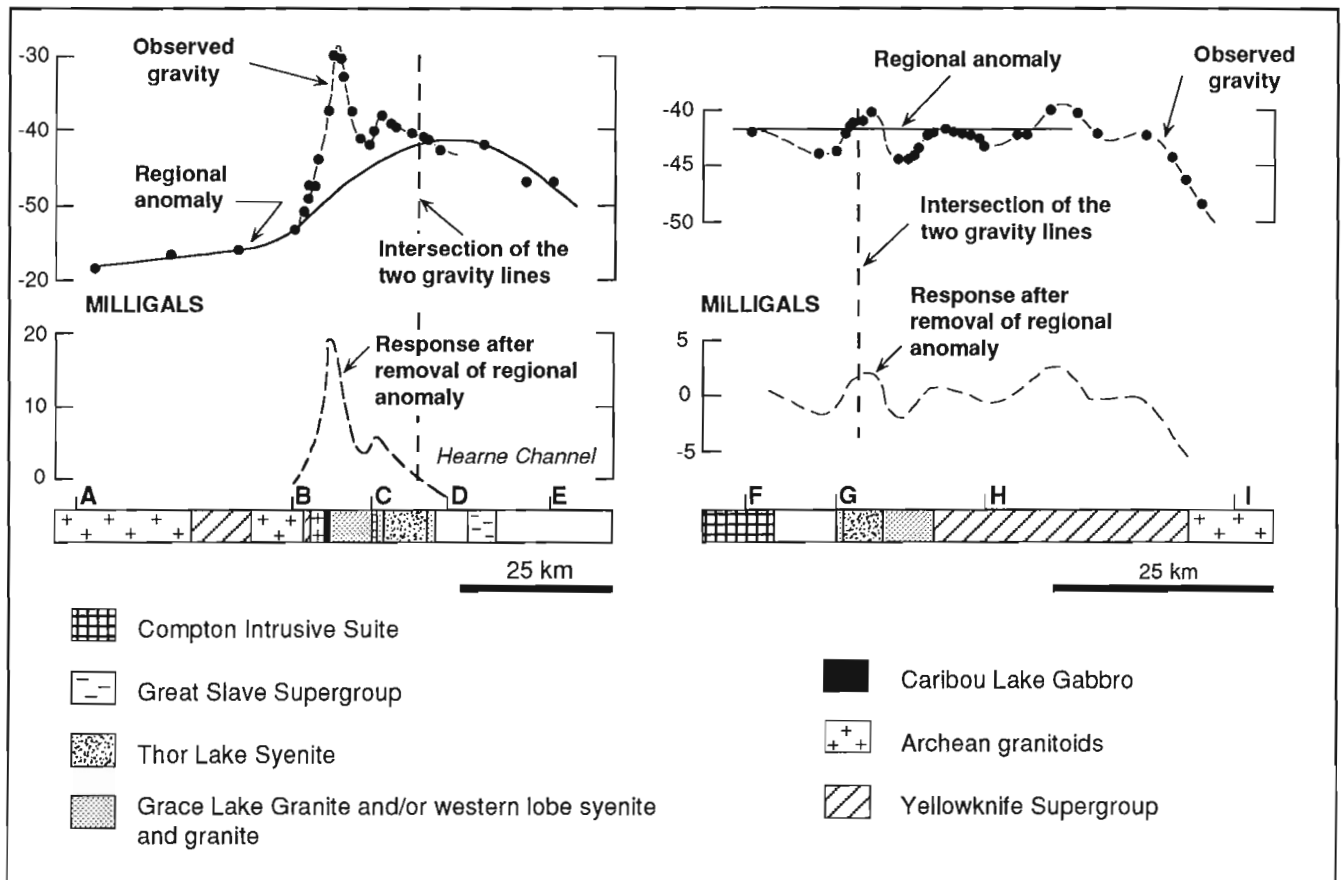 -30
-40
-50
-20
Observed
gravity
Regional
anomaly
Intersection of the
two gravity lines
MILLIGALS
20
10
0
Response after
removal of regional
anomaly
Hearne Channel
A
B
C
D
E
25 km
Regional anomaly
Observed
gravity
-40
-45
-50
Intersection of the
two gravity lines
MILLIGALS
5
0
-5
Response after
removal of regional
anomaly
F
G
H
I
25 km
Compton Intrusive Suite
Great Slave Supergroup
Thor Lake Syenite
Grace Lake Granite and/or western lobe syenite
and granite
Caribou Lake Gabbro
Archean granitoids
Yellowknife Supergroup